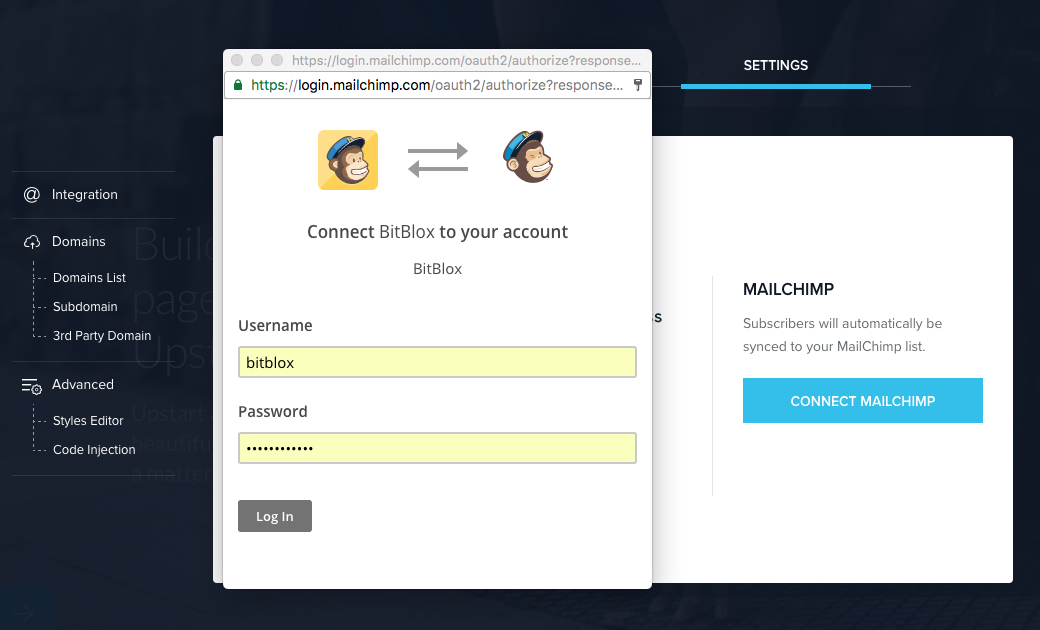 https://login.mailchimp.com/oauth2/authorize?response...
https://login.mailchimp.com/oauth2/authorize?response...
SETTINGS
Integration
Domains
Domains List
Subdomain
3rd Party Domain
Advanced
Styles Editor
Code Injection
Connect BitBlox to your account
BitBlox
Username
bitblox
Password
••••••••••••
Log In
MAILCHIMP
Subscribers will automatically be
synced to your MailChimp list.
CONNECT MAILCHIMP
Upstart
a matter